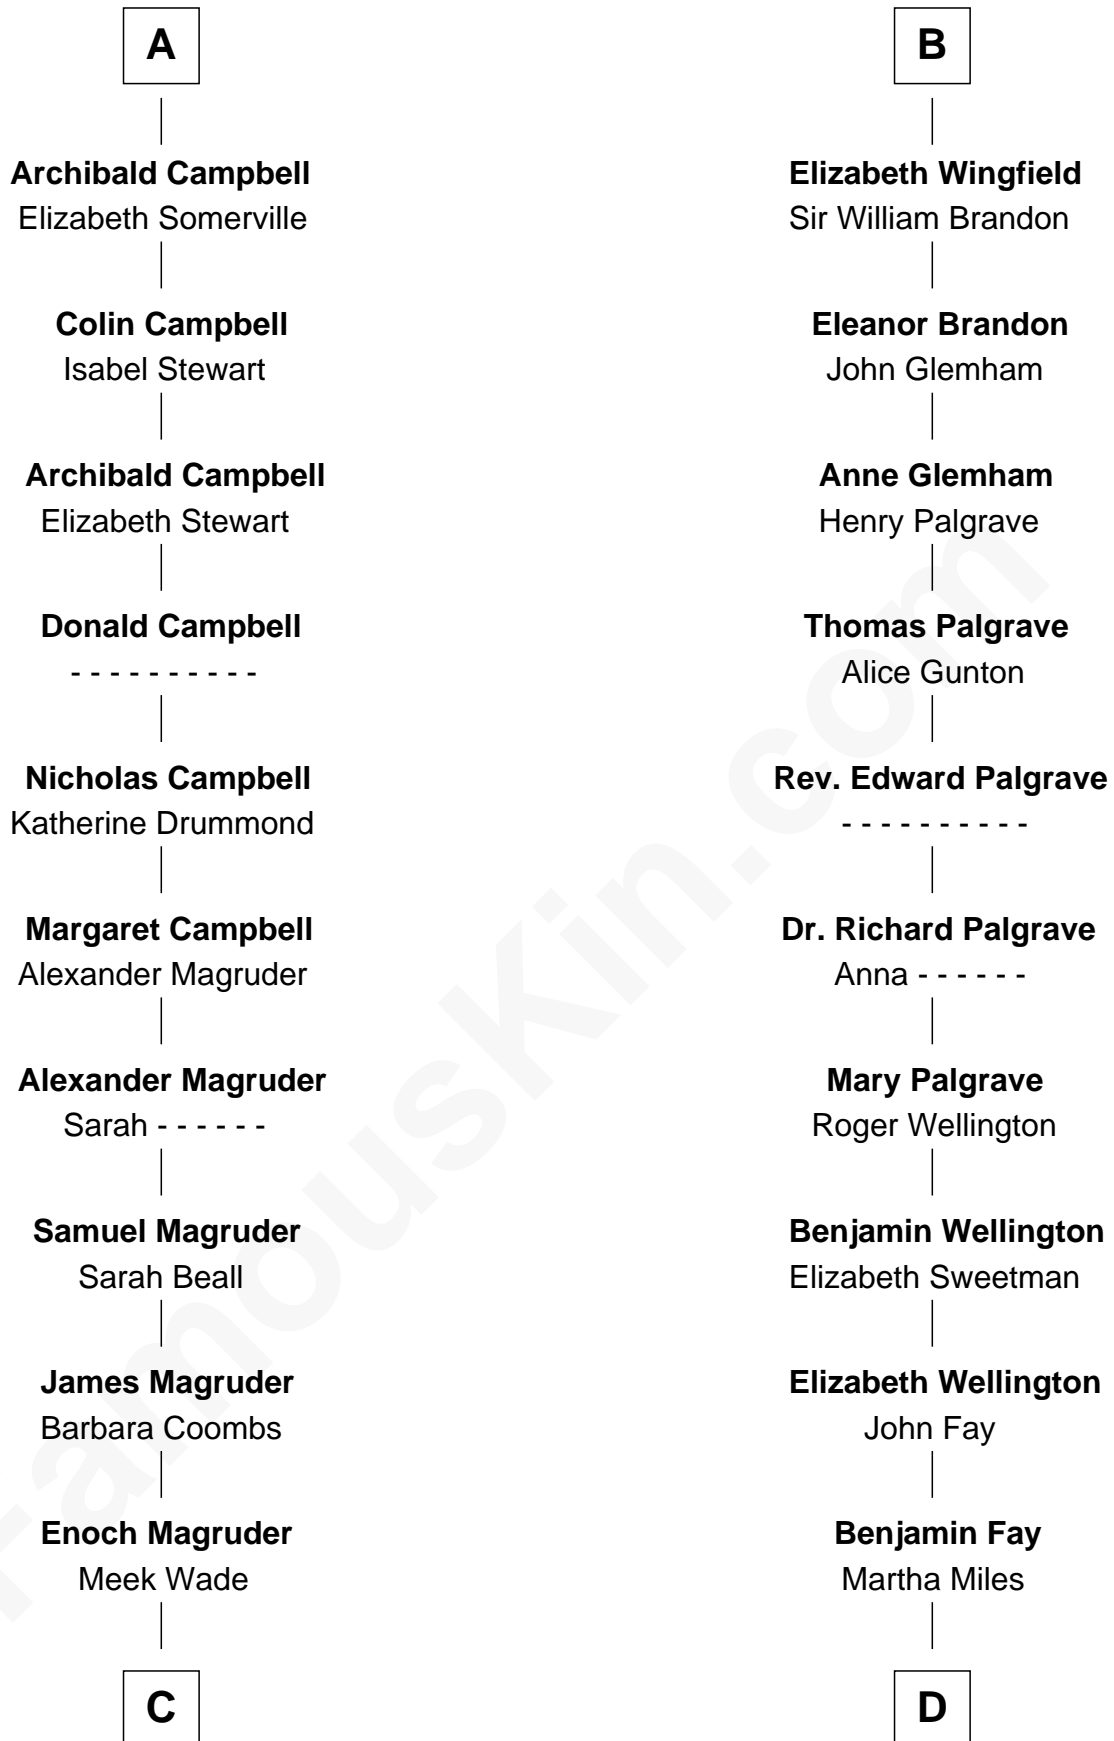 A
Archibald Campbell
Elizabeth Somerville
Colin Campbell
Isabel Stewart
Archibald Campbell
Elizabeth Stewart
Donald Campbell
- - - - - - - - - -
Nicholas Campbell
Katherine Drummond
Margaret Campbell
Alexander Magruder
Alexander Magruder
Sarah - - - - - -
Samuel Magruder
Sarah Beall
James Magruder
Barbara Coombs
Enoch Magruder
Meek Wade
C
B
Elizabeth Wingfield
Sir William Brandon
Eleanor Brandon
John Glemham
Anne Glemham
Henry Palgrave
Thomas Palgrave
Alice Gunton
Rev. Edward Palgrave
- - - - - - - - - -
Dr. Richard Palgrave
Anna - - - - - -
Mary Palgrave
Roger Wellington
Benjamin Wellington
Elizabeth Sweetman
Elizabeth Wellington
John Fay
Benjamin Fay
Martha Miles
D
FamousKin.com